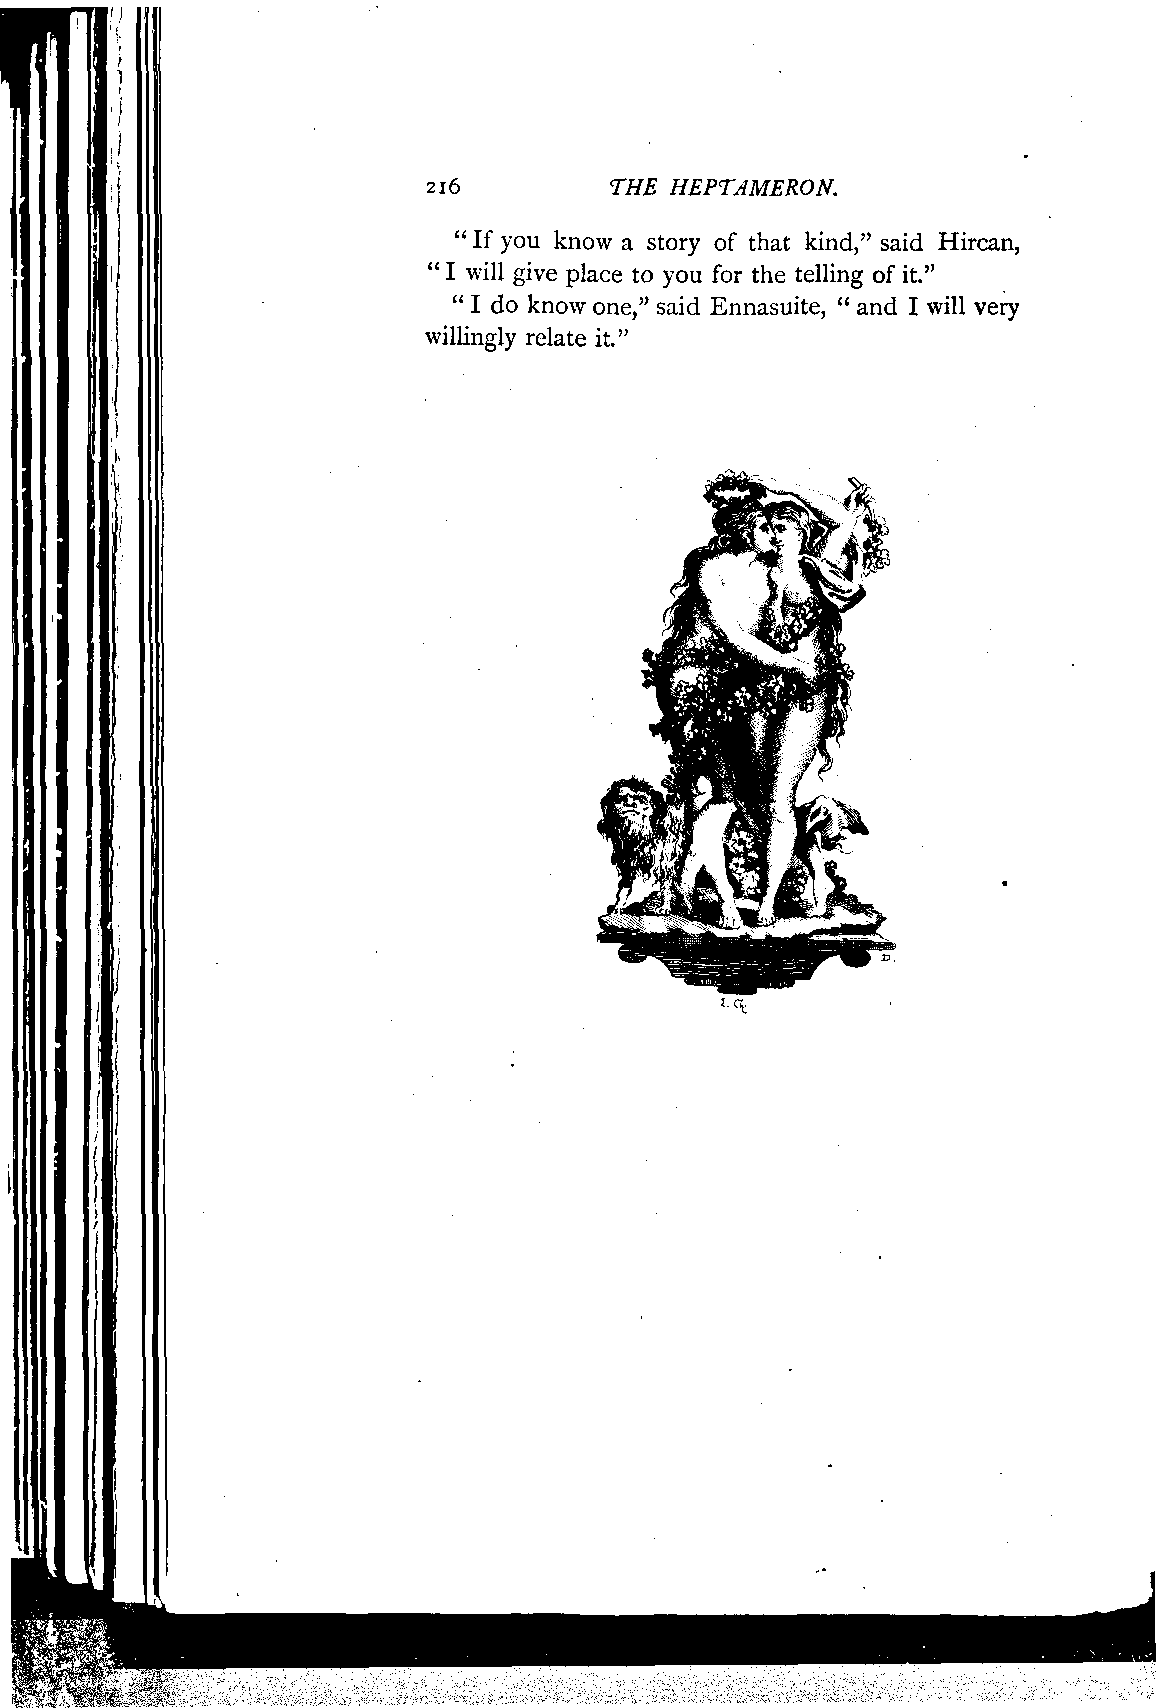 216 THE HEPTAMERON.
“If you know a story of that kind,” said Hircan,
“I will give place to you for the telling of it.”
“I do know one,” said Ennasuite, “and I will very
willingly relate it.”
D.